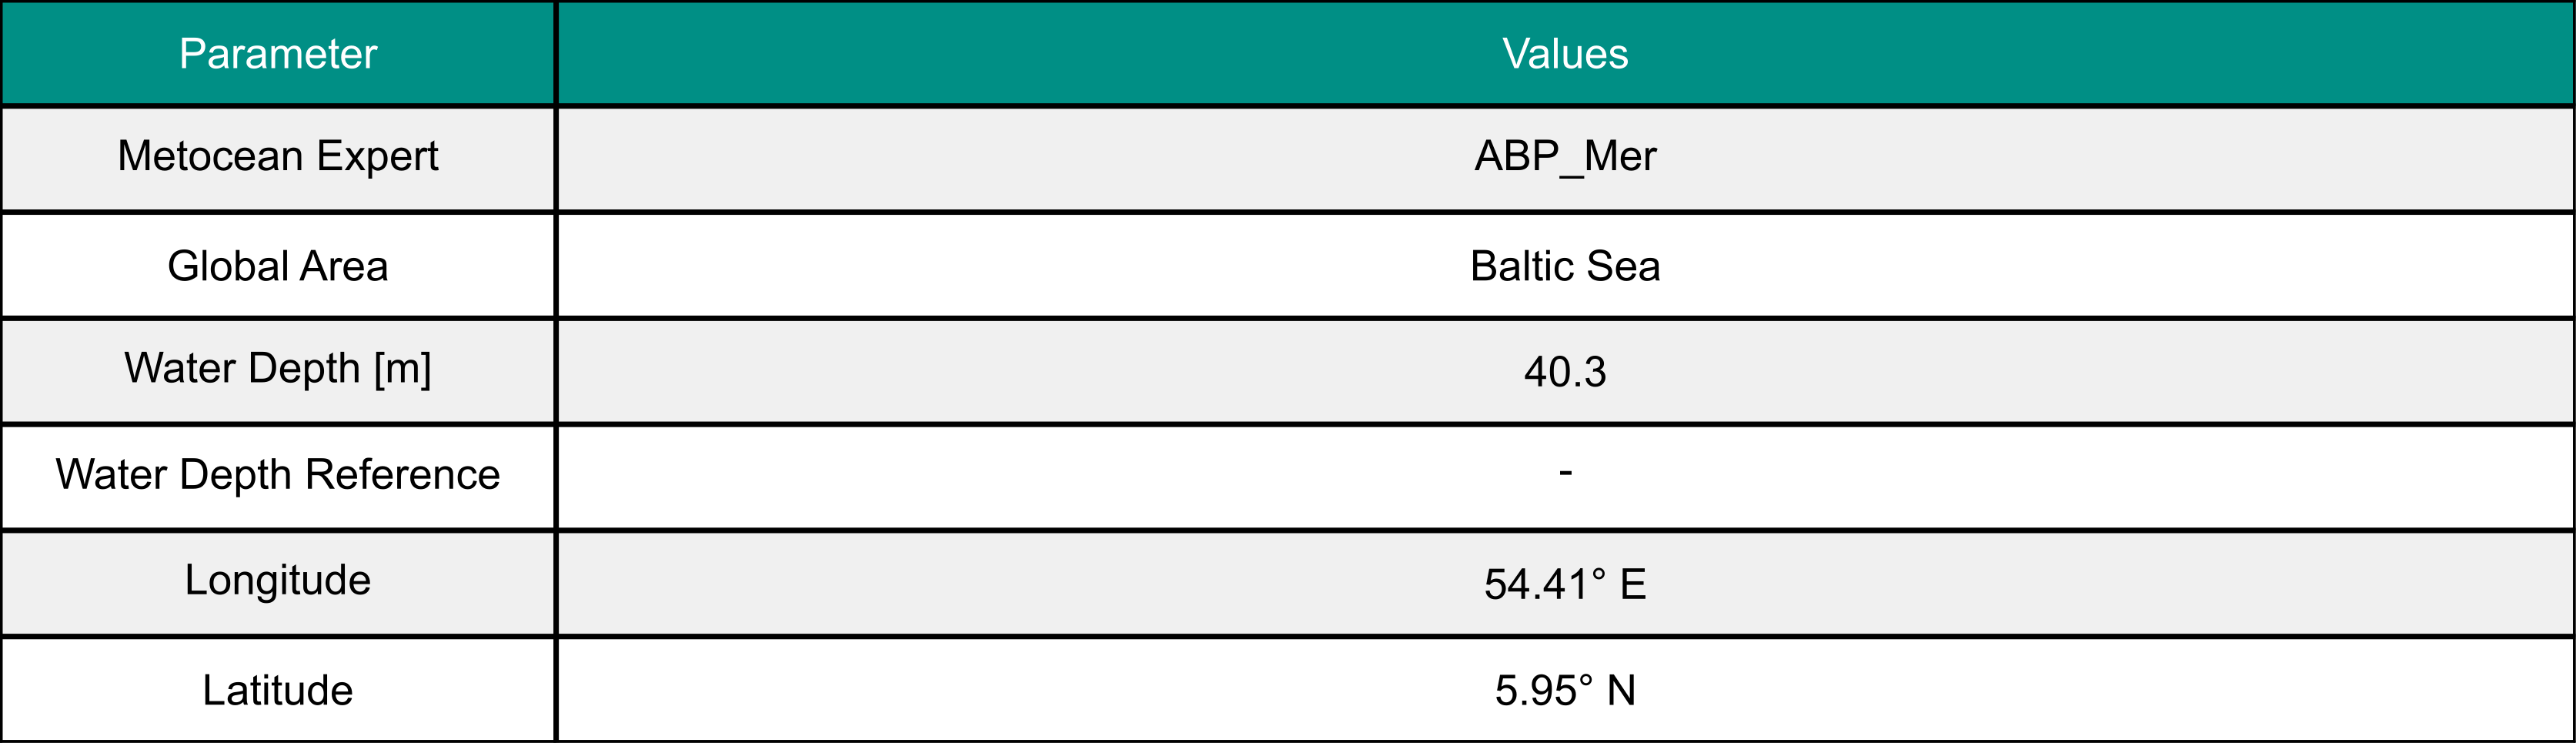 Parameter Values
Metocean Expert ABP_Mer
Global Area Baltic Sea
Water Depth [m] 40.3
Water Depth Reference -
Longitude 54.41° E
Latitude 5.95° N